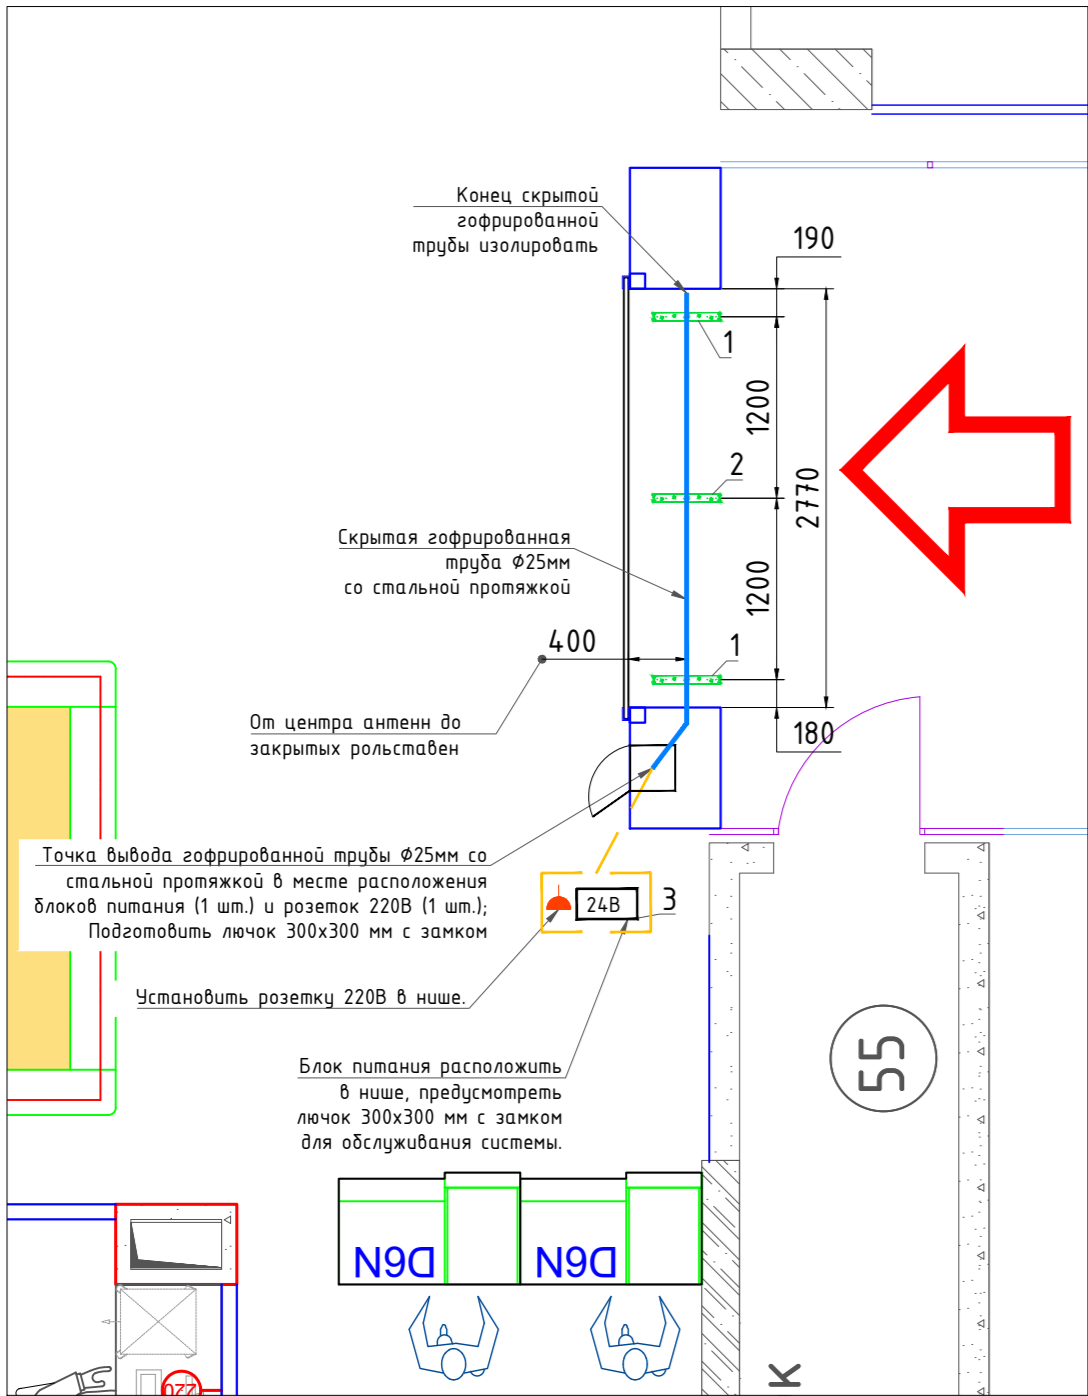 Конец скрытой
гофрированной
трубы изолировать
190
1
1200
2
2770
Скрытая гофрированная
труба Ф25мм
со стальной протяжкой
1200
400
1
От центра антенн до
закрытых рольставен
180
Точка вывода гофрированной трубы Ф25мм со
стальной протяжкой в месте расположения
блоков питания (1 шт.) и розеток 220В (1 шт.);
Подготовить лючок 300х300 мм с замком
24В
3
Установить розетку 220В в нише.
Блок питания расположить
в нише, предусмотреть
лючок 300х300 мм с замком
для обслуживания системы.
55
D6N
D6N
220
К